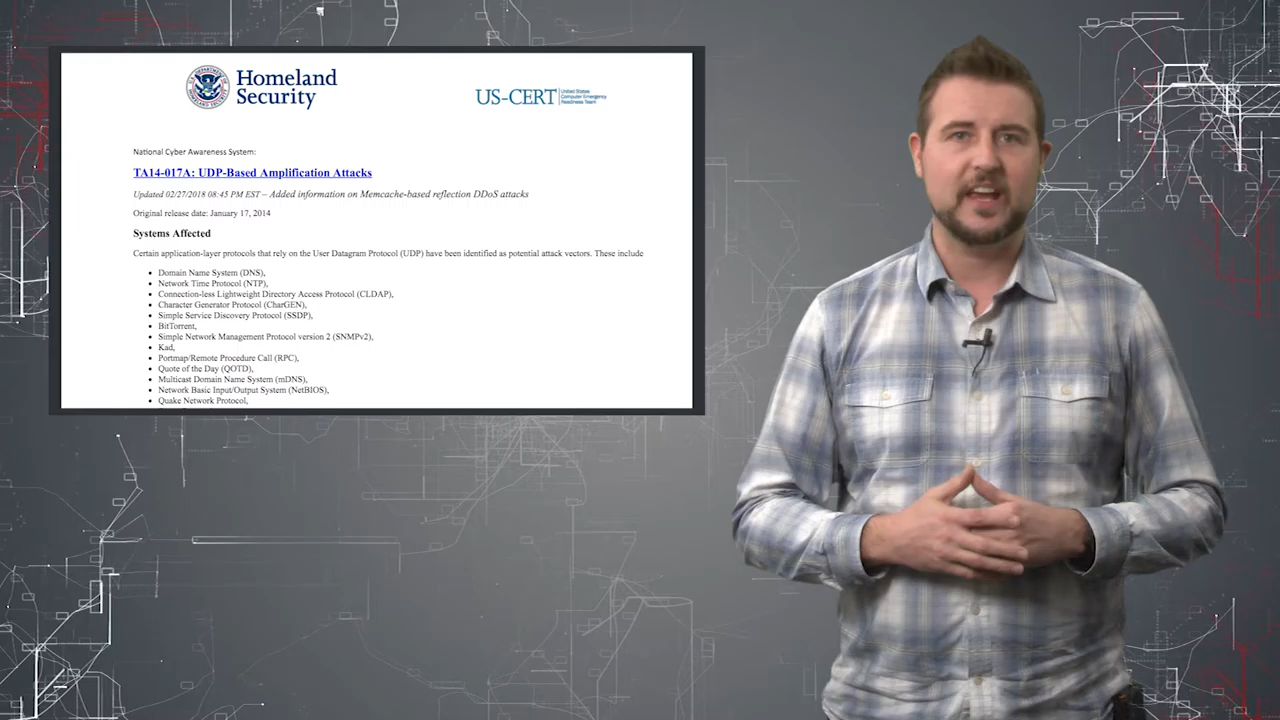 Homeland
Security
US-CERT
United States
Computer Emergency
Readiness Team
National Cyber Awareness System:
TA14-017A: UDP-Based Amplification Attacks
Updated 02/27/2018 08:45 PM EST – Added information on Memcache-based reflection DDoS attacks
Original release date: January 17, 2014
Systems Affected
Certain application-layer protocols that rely on the User Datagram Protocol (UDP) have been identified as potential attack vectors. These include
• Domain Name System (DNS),
• Network Time Protocol (NTP),
• Connection-less Lightweight Directory Access Protocol (CLDAP),
• Character Generator Protocol (CharGEN),
• Simple Service Discovery Protocol (SSDP),
• BitTorrent,
• Simple Network Management Protocol version 2 (SNMPv2),
• Kad,
• Portmap/Remote Procedure Call (RPC),
• Quote of the Day (QOTD),
• Multicast Domain Name System (mDNS),
• Network Basic Input/Output System (NetBIOS),
• Quake Network Protocol,